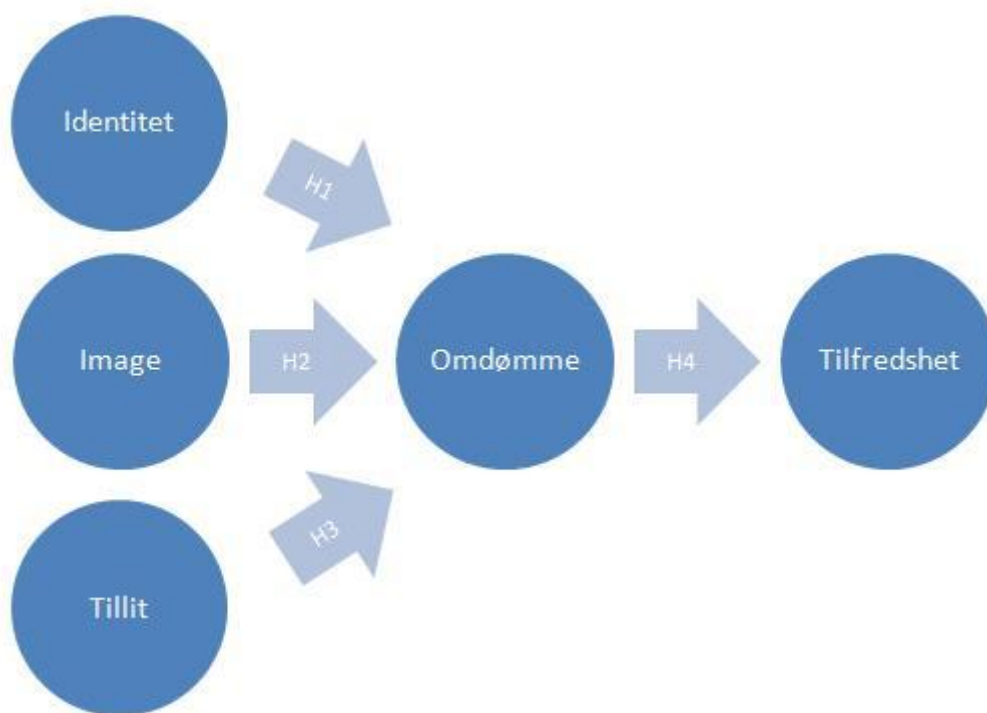 Identitet
H1
Image
H2
Omdømme
H4
Tilfredshet
H3
Tillit